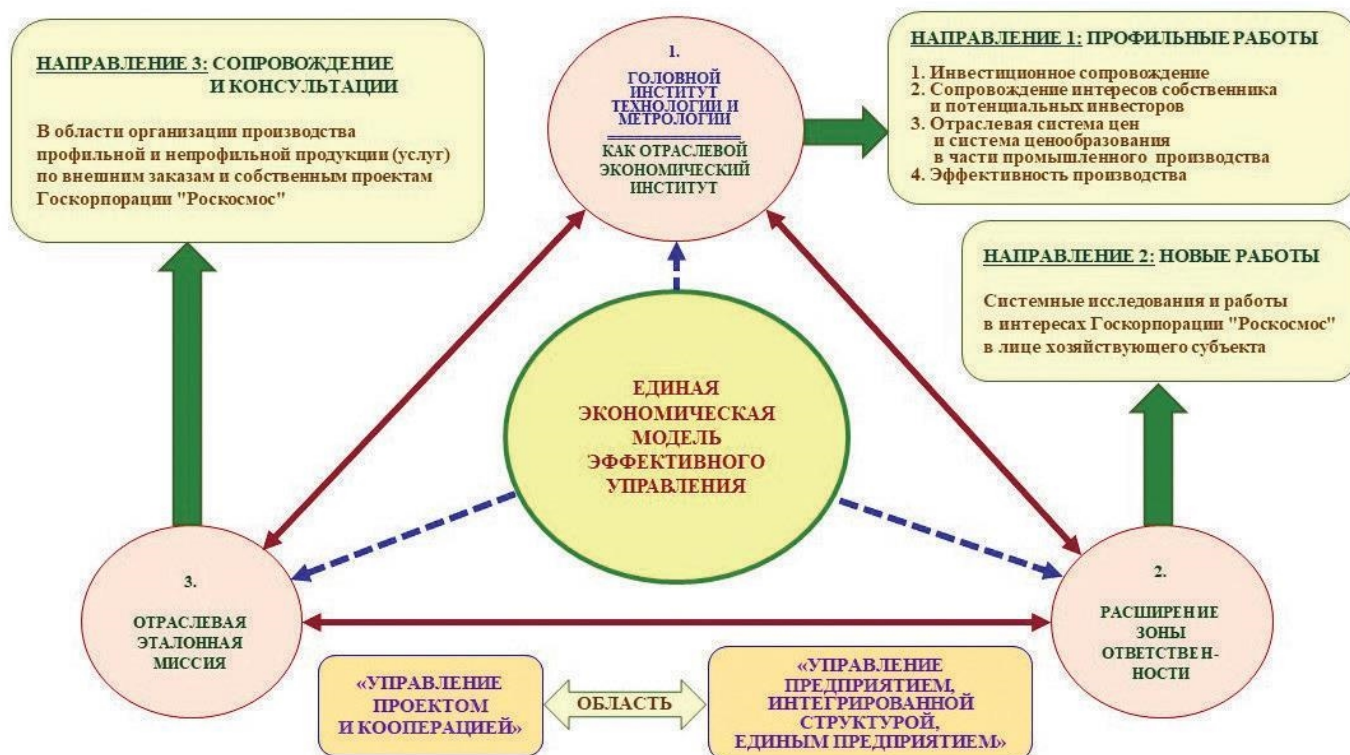 НАПРАВЛЕНИЕ 3: СОПРОВОЖДЕНИЕ
И КОНСУЛЬТАЦИИ
В области организации производства
профильной и непрофильной продукции (услуг)
по внешним заказам и собственным проектам
Госкорпорации "Роскосмос"
1.
ГОЛОВНОЙ
ИНСТИТУТ
ТЕХНОЛОГИИ И
МЕТРОЛОГИИ
КАК ОТРАСЛЕВОЙ
ЭКОНОМИЧЕСКИЙ
ИНСТИТУТ
НАПРАВЛЕНИЕ 1: ПРОФИЛЬНЫЕ РАБОТЫ
1. Инвестиционное сопровождение
2. Сопровождение интересов собственника
и потенциальных инвесторов
3. Отраслевая система цен
и система ценообразования
в части промышленного производства
4. Эффективность производства
НАПРАВЛЕНИЕ 2: НОВЫЕ РАБОТЫ
Системные исследования и работы
в интересах Госкорпорации "Роскосмос"
в лице хозяйствующего субъекта
ЕДИНАЯ
ЭКОНОМИЧЕСКАЯ
МОДЕЛЬ
ЭФФЕКТИВНОГО
УПРАВЛЕНИЯ
3.
ОТРАСЛЕВАЯ
ЭТАЛОННАЯ
МИССИЯ
2.
РАСШИРЕНИЕ
ЗОНЫ
ОТВЕТСТВЕН-
НОСТИ
«УПРАВЛЕНИЕ
ПРОЕКТОМ
И КООПЕРАЦИЕЙ»
ОБЛАСТЬ
«УПРАВЛЕНИЕ
ПРЕДПРИЯТИЕМ,
ИНТЕГРИРОВАННОЙ
СТРУКТУРОЙ,
ЕДИНЫМ ПРЕДПРИЯТИЕМ»